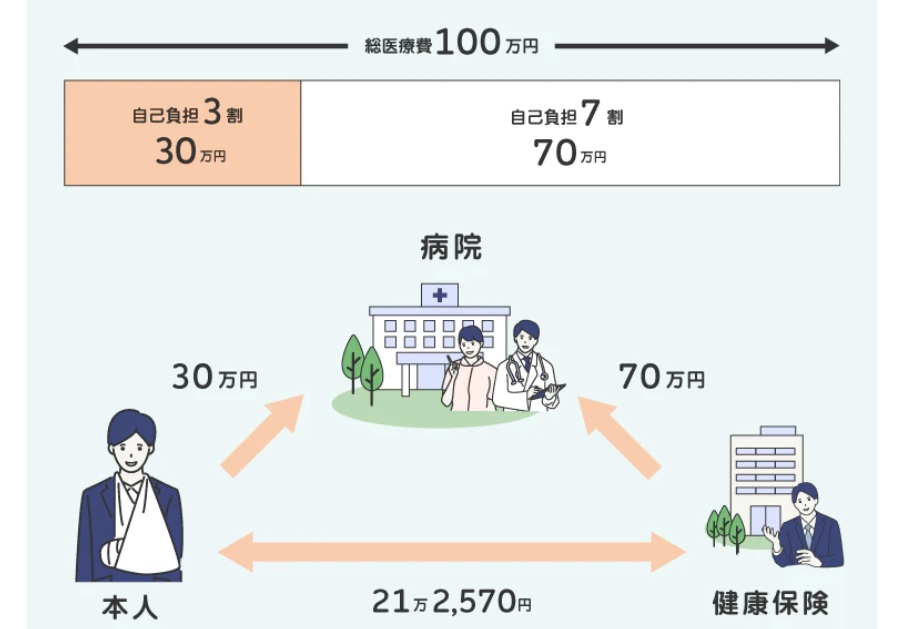 総医療費100万円
自己負担3割
30万円
自己負担7割
70万円
病院
30万円
70万円
21万2,570円
本人
健康保険